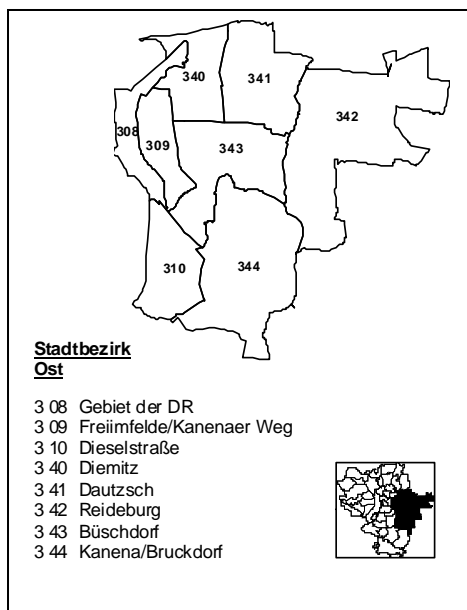 340
341
342
308
309
343
310
344
Stadtbezirk
Ost
3 08 Gebiet der DR
3 09 Freiimfelde/Kanenaer Weg
3 10 Dieselstraße
3 40 Diemitz
3 41 Dautzsch
3 42 Reideburg
3 43 Büschdorf
3 44 Kanena/Bruckdorf